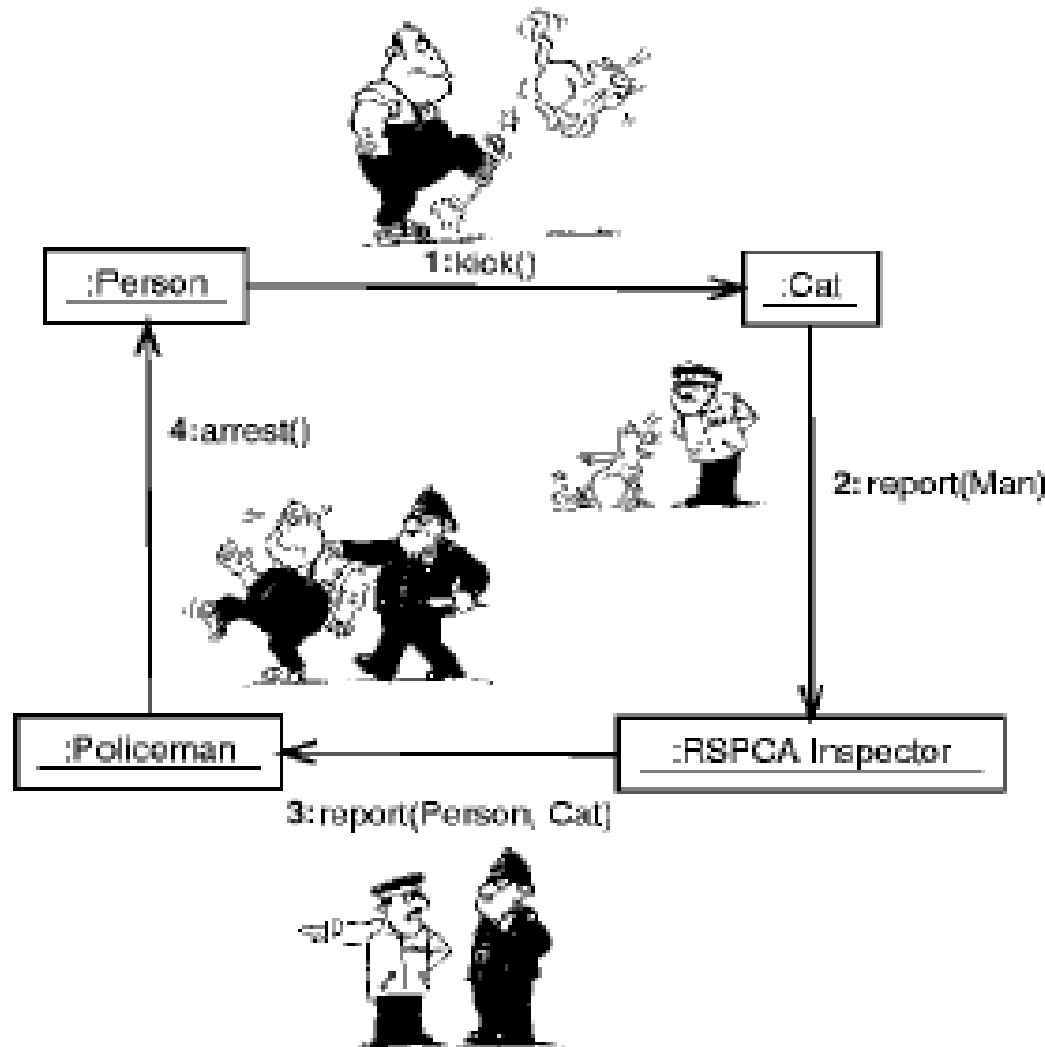 1:kick()
:Person
:Cat
4:arrest()
2:report(Man)
:Policeman
:RSPCA Inspector
3:report(Person, Cat)